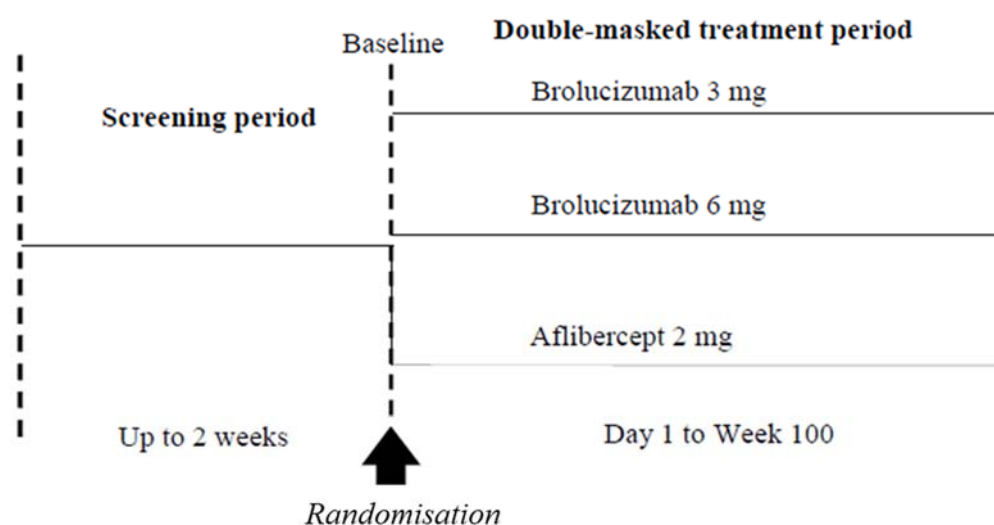 Baseline
Double-masked treatment period
Screening period
Brolucizumab 3 mg
Brolucizumab 6 mg
Aflibercept 2 mg
Up to 2 weeks
Day 1 to Week 100
Randomisation